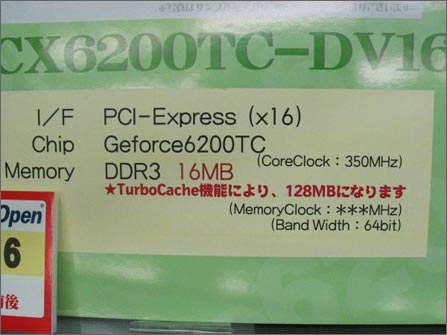 CX6200TC-DV16
I/F PCI-Express (x16)
Chip Geforce6200TC
(CoreClock : 350MHz)
Memory DDR3 16MB
★TurboCache機能により、128MBになります
(MemoryClock : ***MHz)
(Band Width : 64bit)
Open
6